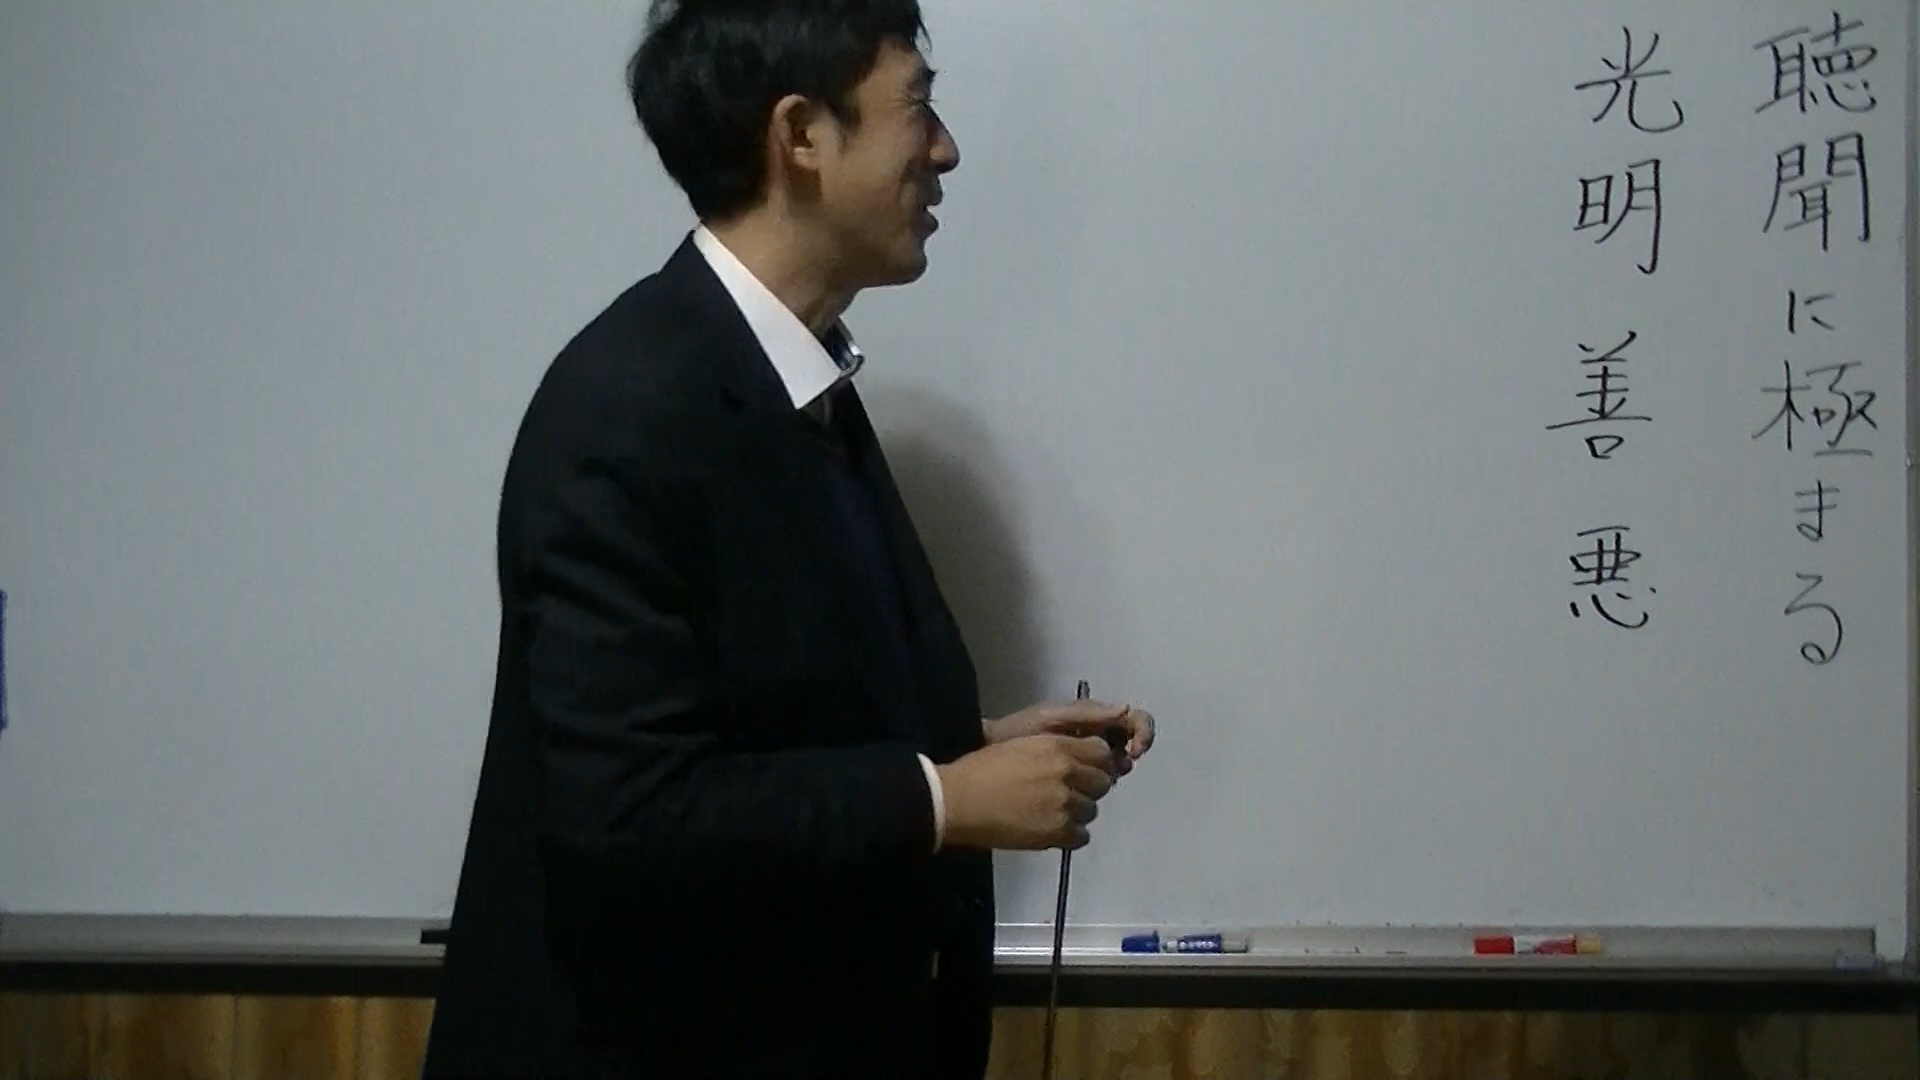 聴聞に極まる
光明 善 悪